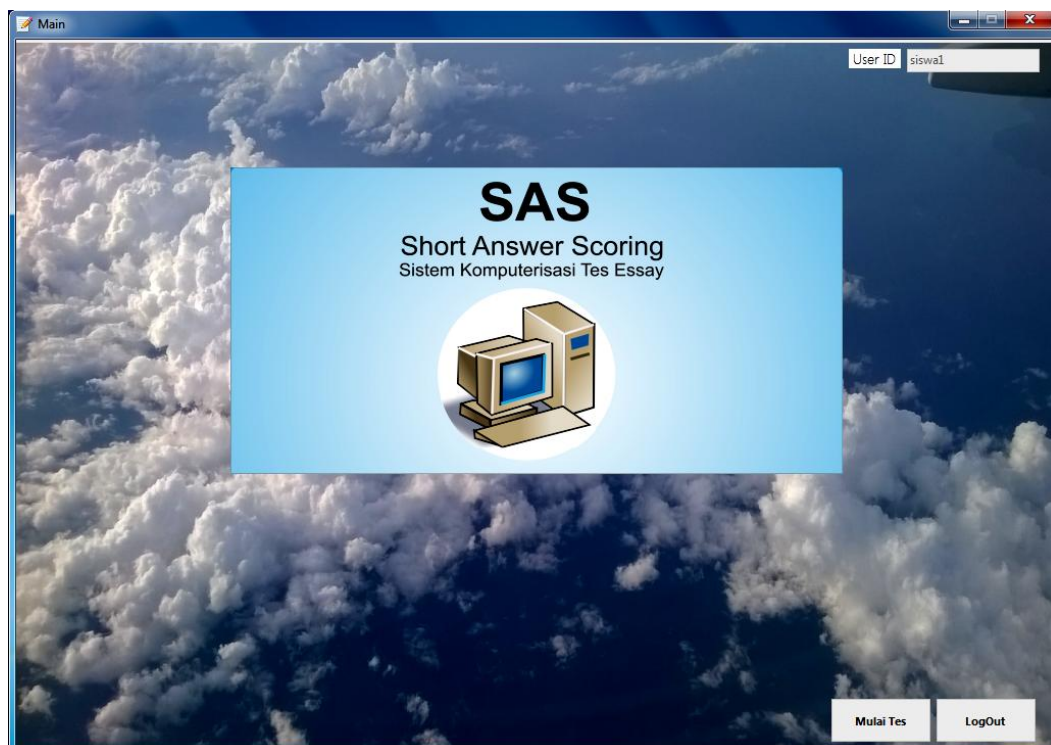 Main
User ID siswa1
SAS
Short Answer Scoring
Sistem Komputerisasi Tes Essay
Mulai Tes LogOut